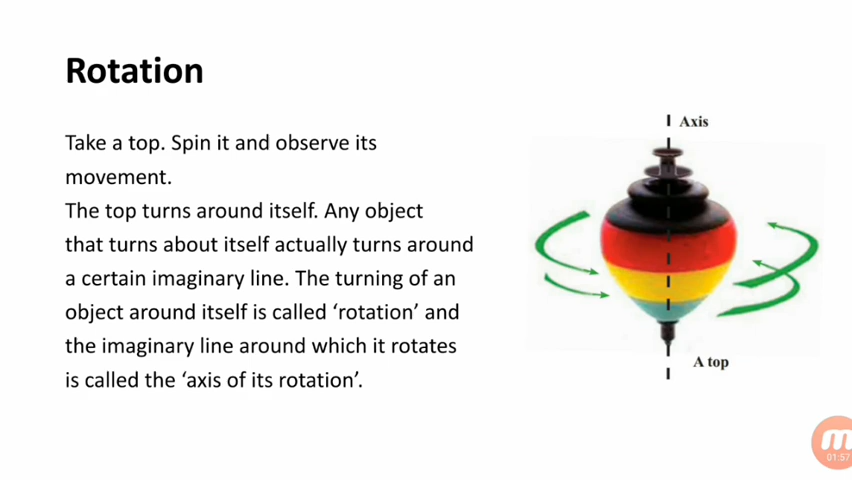 Rotation
Take a top. Spin it and observe its
movement.
The top turns around itself. Any object
that turns about itself actually turns around
a certain imaginary line. The turning of an
object around itself is called ‘rotation’ and
the imaginary line around which it rotates
is called the ‘axis of its rotation’.
Axis
A top
01:57